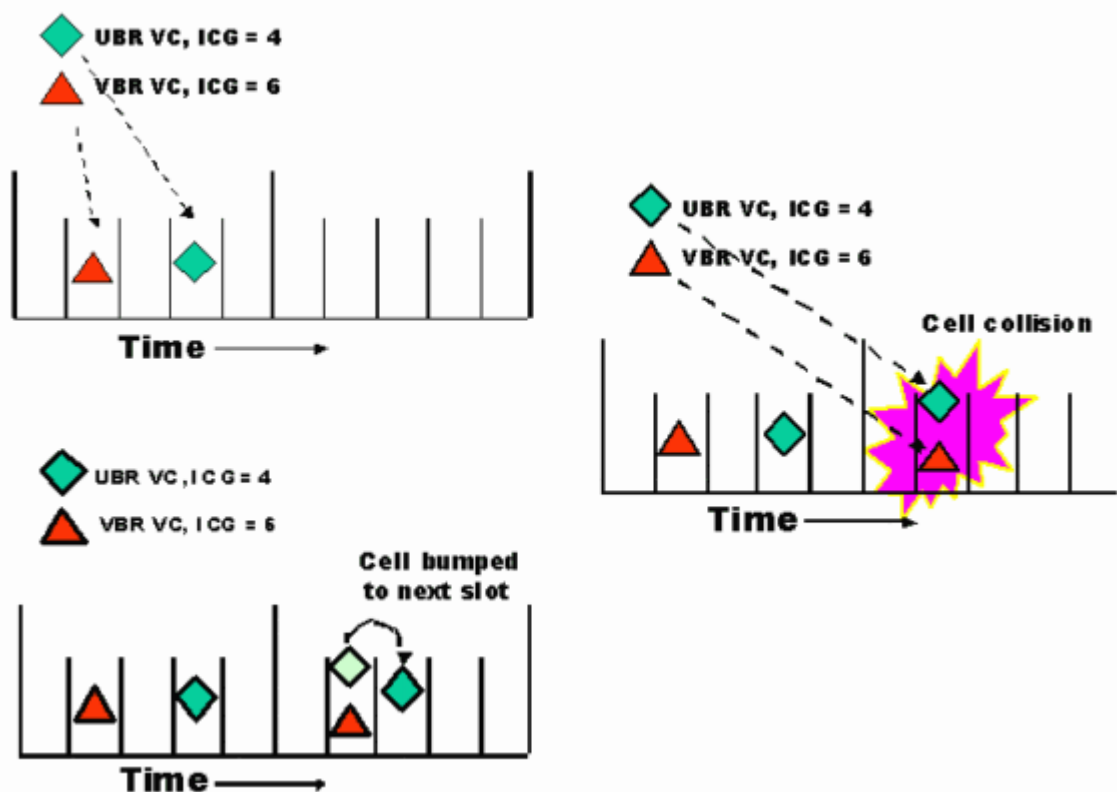 UBR VC, ICG = 4
VBR VC, ICG = 6
Time
UBR VC, ICG = 4
VBR VC, ICG = 6
Cell collision
Time
UBR VC, ICG = 4
VBR VC, ICG = 6
Cell bumped
to next slot
Time